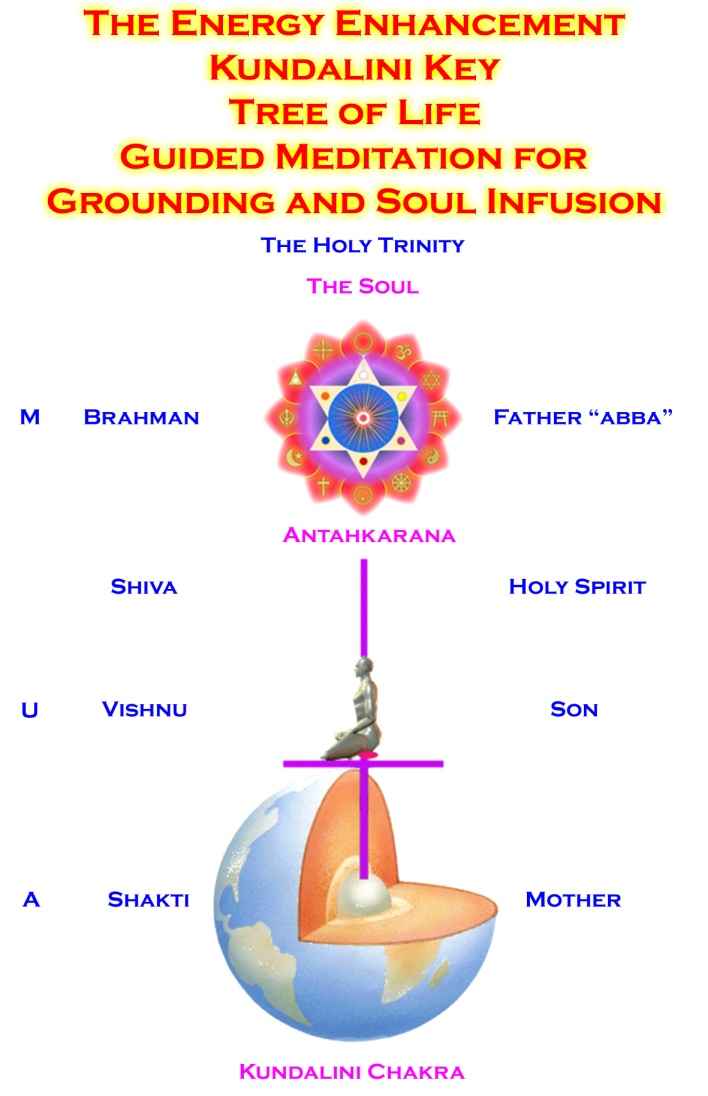 The Energy Enhancement
Kundalini Key
Tree of Life
Guided Meditation for
Grounding and Soul Infusion
The Holy Trinity
The Soul
M Brahman Father “abba”
Antahkarana
Shiva Holy Spirit
U Vishnu Son
A Shakti Mother
Kundalini Chakra